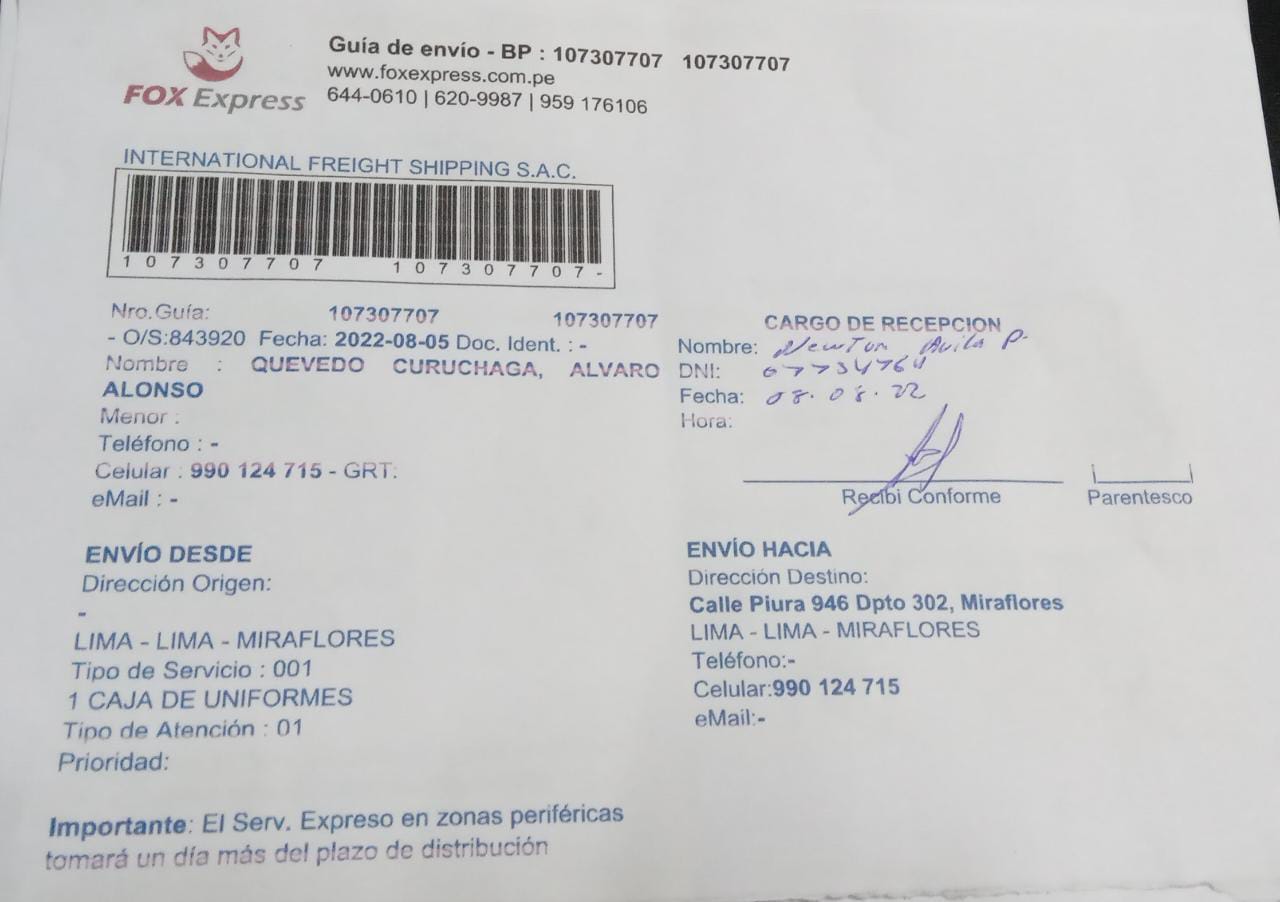 FOX Express
Guía de envío - BP : 107307707 107307707
www.foxexpress.com.pe
644-0610 | 620-9987 | 959 176106
INTERNATIONAL FREIGHT SHIPPING S.A.C.
107307707 107307707-
Nro.Guía: 107307707 107307707
- O/S:843920 Fecha: 2022-08-05 Doc. Ident. : -
Nombre : QUEVEDO CURUCHAGA, ALVARO
ALONSO
Menor :
Teléfono : -
Celular : 990 124 715 - GRT:
eMail : -
CARGO DE RECEPCION
Nombre: Newton Avila P.
DNI: 07734764
Fecha: 08.08.22
Hora:
Recibi Conforme
Parentesco
ENVÍO DESDE
Dirección Origen:
-
LIMA - LIMA - MIRAFLORES
Tipo de Servicio : 001
1 CAJA DE UNIFORMES
Tipo de Atención : 01
Prioridad:
ENVÍO HACIA
Dirección Destino:
Calle Piura 946 Dpto 302, Miraflores
LIMA - LIMA - MIRAFLORES
Teléfono:-
Celular:990 124 715
eMail:-
Importante: El Serv. Expreso en zonas periféricas
tomará un día más del plazo de distribución